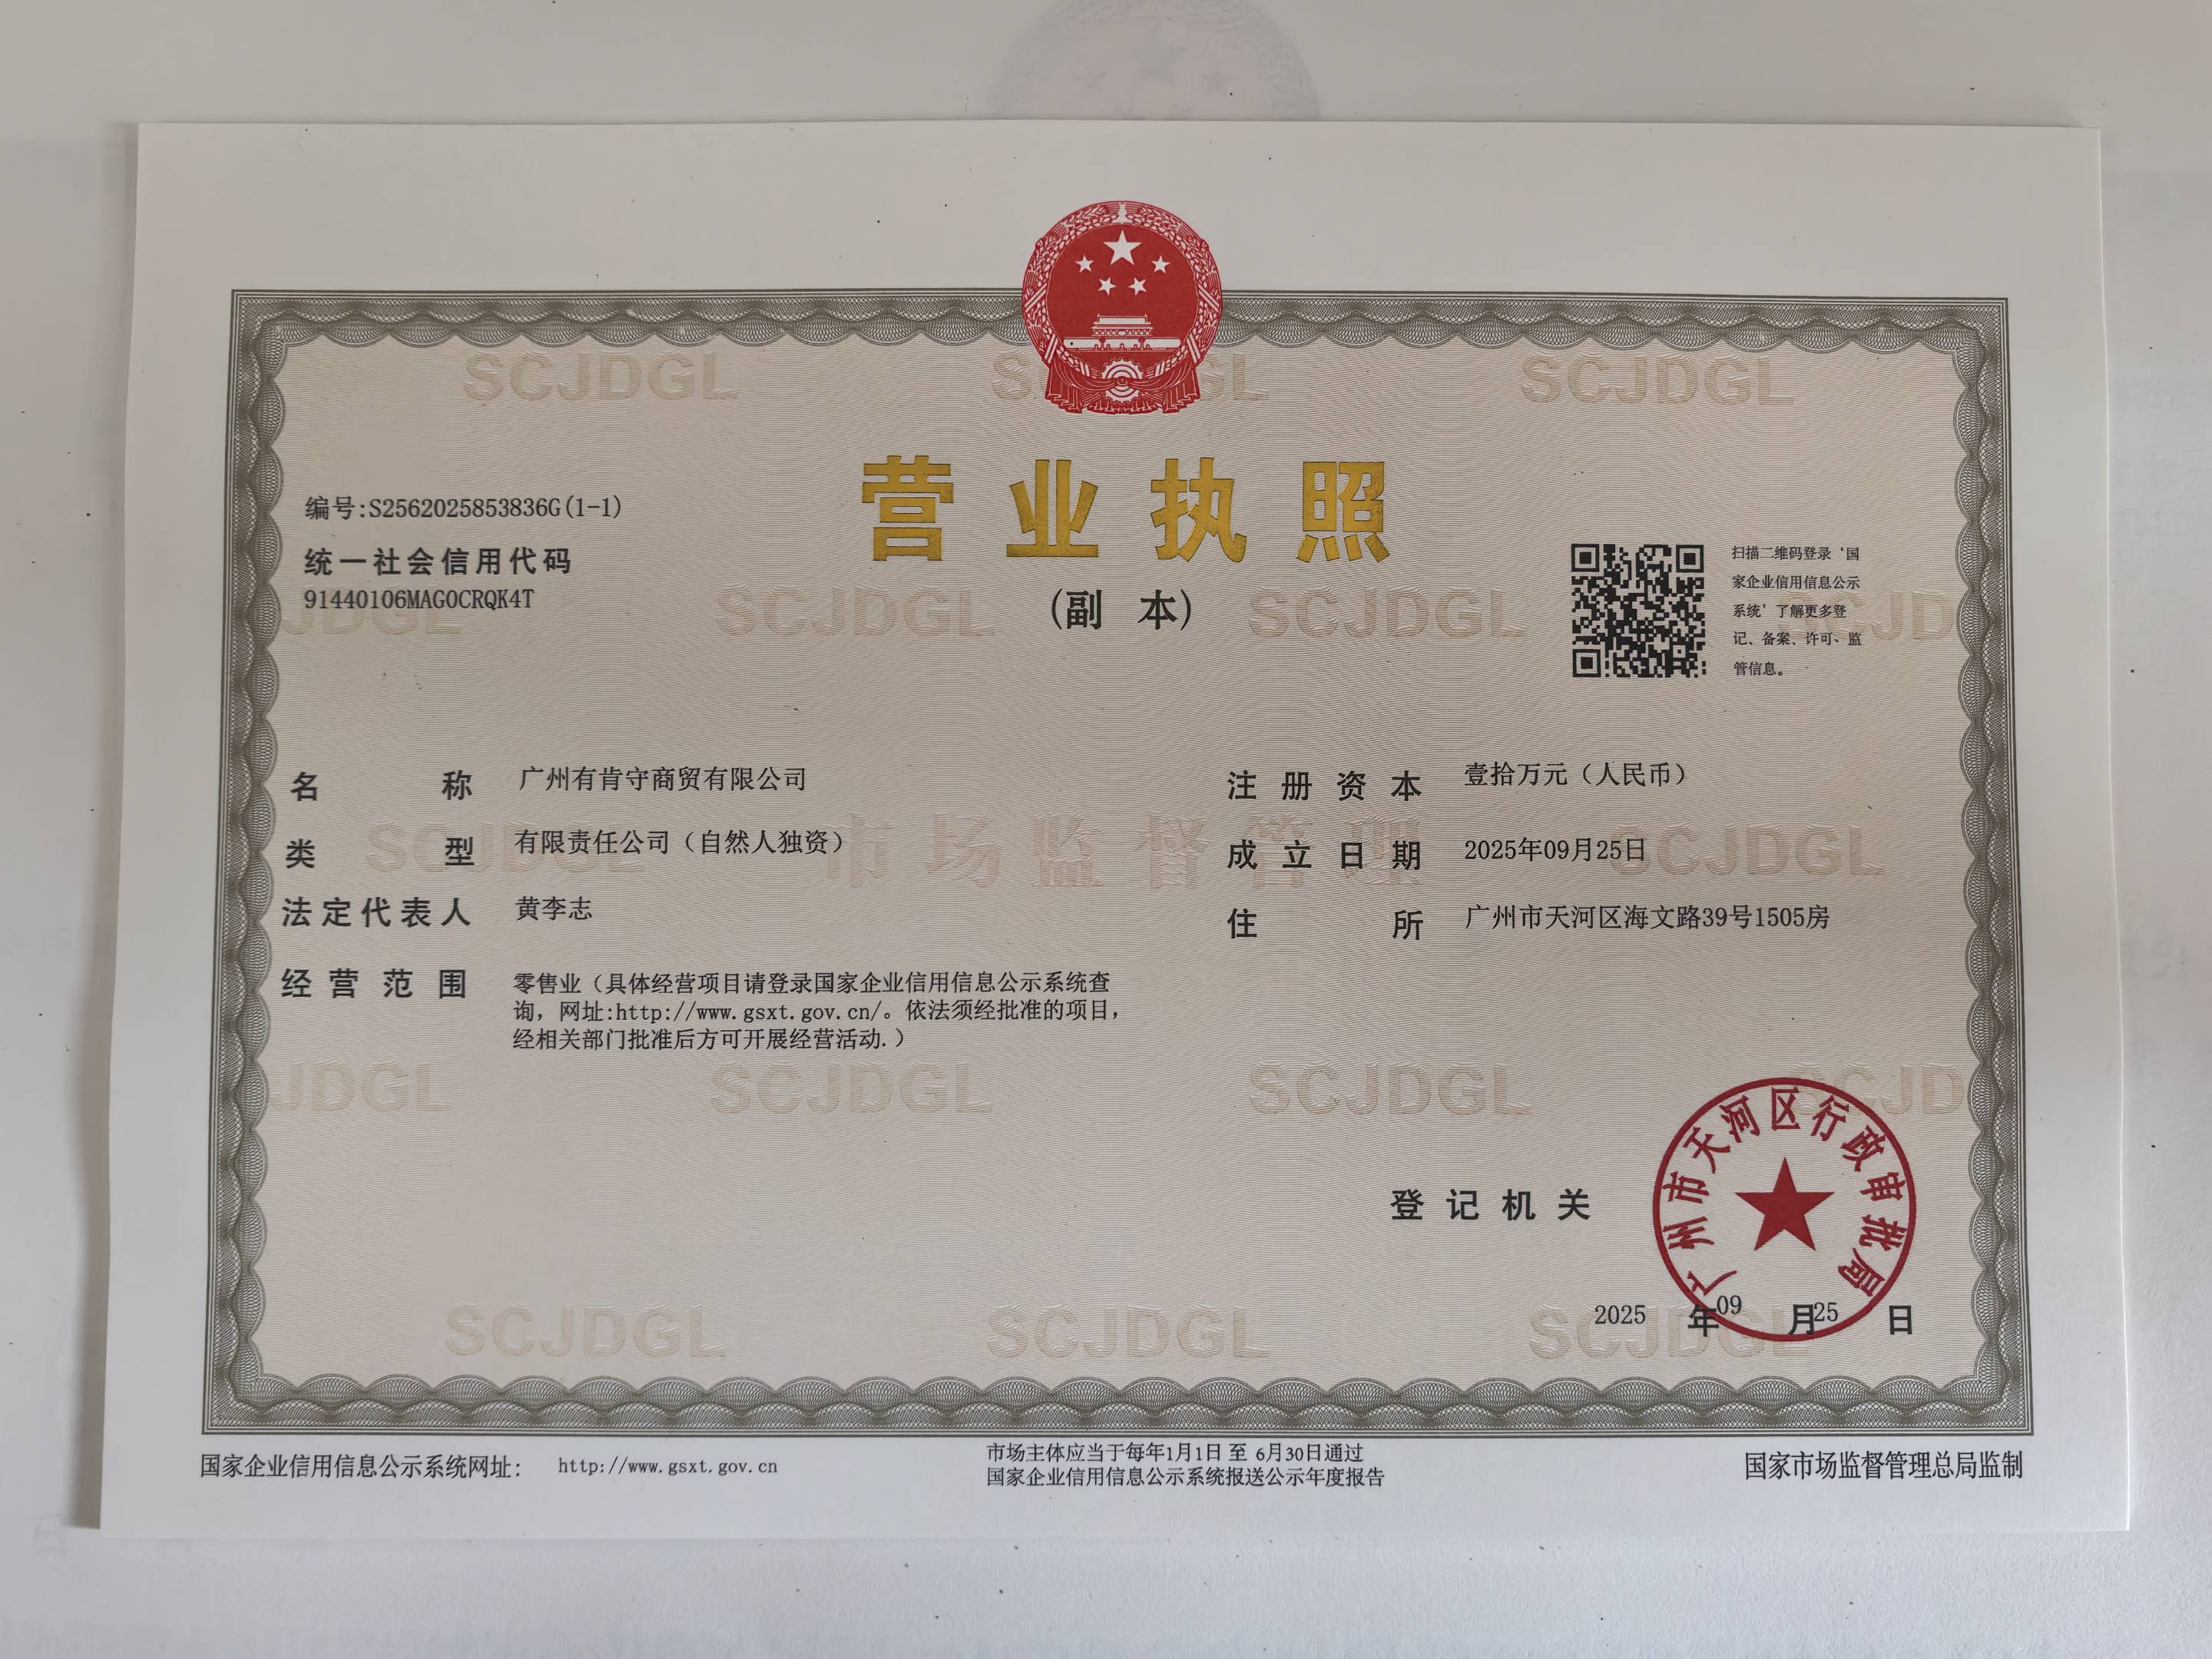 营业执照
(副 本)
编号:S2562025853836G(1-1)
统一社会信用代码
91440106MAG0CRQK4T
扫描二维码登录‘国
家企业信用信息公示
系统’了解更多登
记、备案、许可、监
管信息。
名 称 广州有肯守商贸有限公司
类 型 有限责任公司（自然人独资）
法定代表人 黄李志
经营范围 零售业（具体经营项目请登录国家企业信用信息公示系统查
询，网址:http://www.gsxt.gov.cn/。依法须经批准的项目，
经相关部门批准后方可开展经营活动.）
注册资本 壹拾万元（人民币）
成立日期 2025年09月25日
住 所 广州市天河区海文路39号1505房
市场监督管理
SCJDGL
登记机关
广州市天河区行政审批局
2025 年09 月25 日
国家企业信用信息公示系统网址： http://www.gsxt.gov.cn
市场主体应当于每年1月1日 至 6月30日通过
国家企业信用信息公示系统报送公示年度报告
国家市场监督管理总局监制